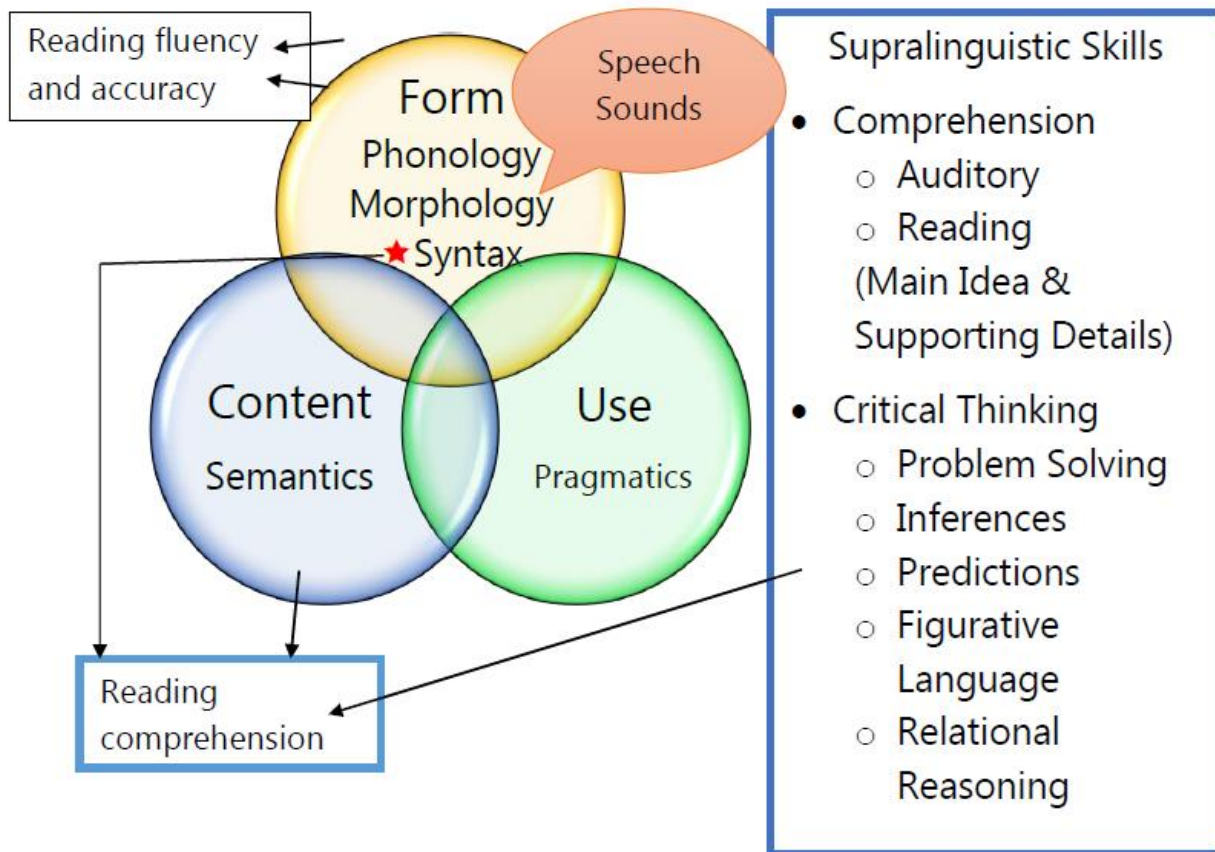 Reading fluency
and accuracy
Form
Phonology
Morphology
Syntax
Speech
Sounds
Content
Semantics
Use
Pragmatics
Reading
comprehension
Supralinguistic Skills
• Comprehension
○ Auditory
○ Reading
(Main Idea &
Supporting Details)
• Critical Thinking
○ Problem Solving
○ Inferences
○ Predictions
○ Figurative
Language
○ Relational
Reasoning